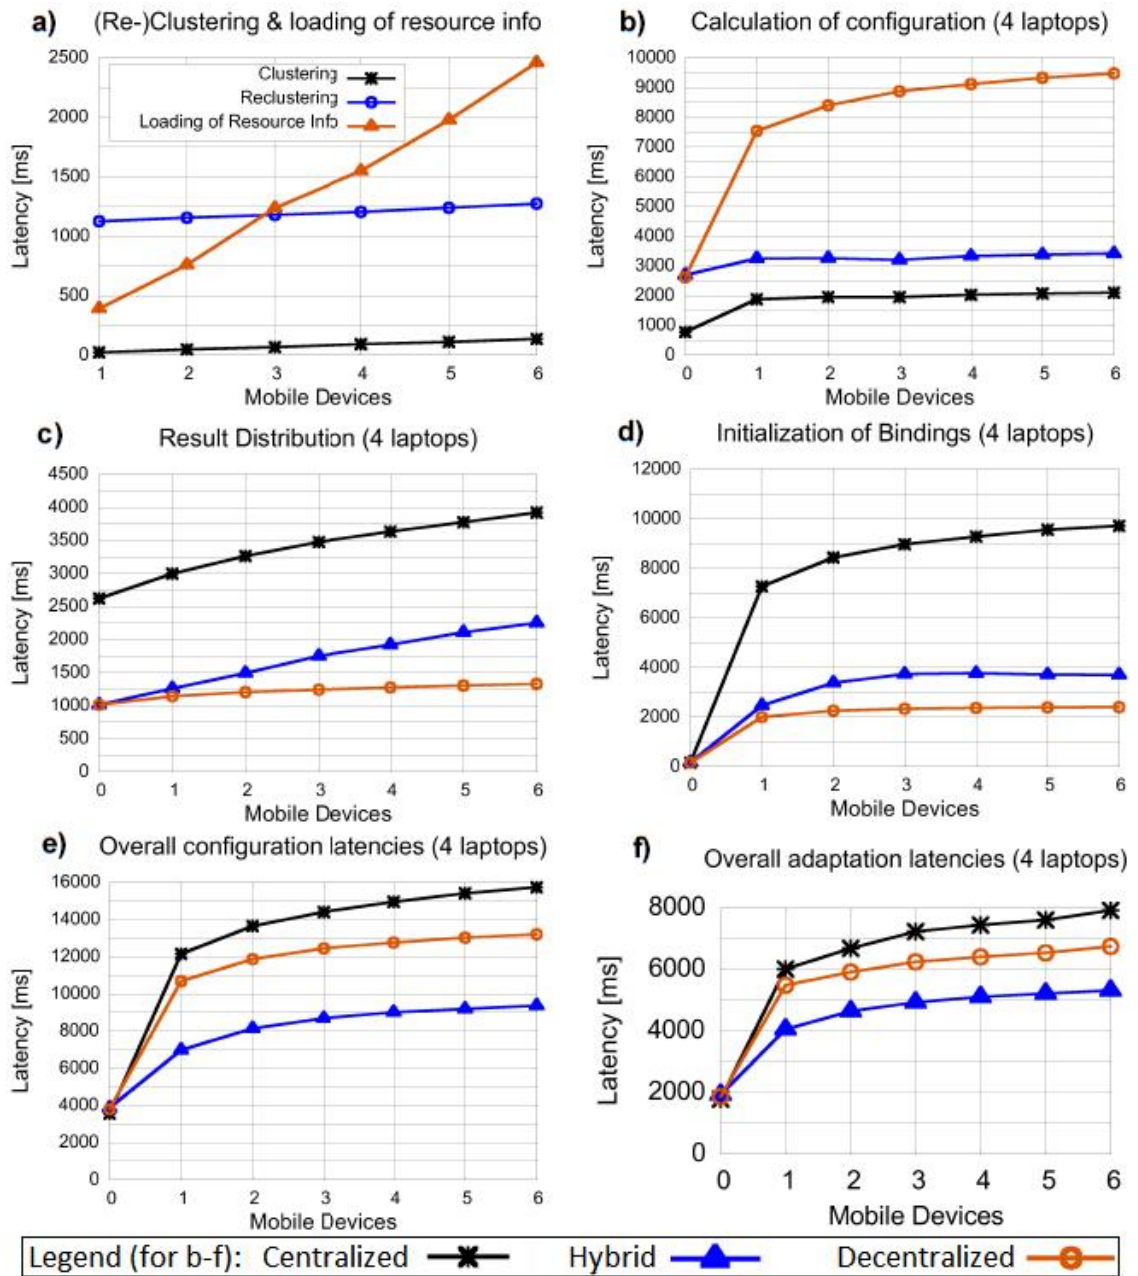 a) (Re-)Clustering & loading of resource info
2500
2000
1500
1000
500
0
Latency [ms]
Clustering
Reclustering
Loading of Resource Info
1 2 3 4 5 6
Mobile Devices
b) Calculation of configuration (4 laptops)
10000
9000
8000
7000
6000
5000
4000
3000
2000
1000
0
Latency [ms]
0 1 2 3 4 5 6
Mobile Devices
c) Result Distribution (4 laptops)
4500
4000
3500
3000
2500
2000
1500
1000
500
0
Latency [ms]
0 1 2 3 4 5 6
Mobile Devices
d) Initialization of Bindings (4 laptops)
12000
10000
8000
6000
4000
2000
0
Latency [ms]
0 1 2 3 4 5 6
Mobile Devices
e) Overall configuration latencies (4 laptops)
16000
14000
12000
10000
8000
6000
4000
2000
0
Latency [ms]
0 1 2 3 4 5 6
Mobile Devices
f) Overall adaptation latencies (4 laptops)
8000
6000
4000
2000
0
Latency [ms]
0 1 2 3 4 5 6
Mobile Devices
Legend (for b-f): Centralized Hybrid Decentralized